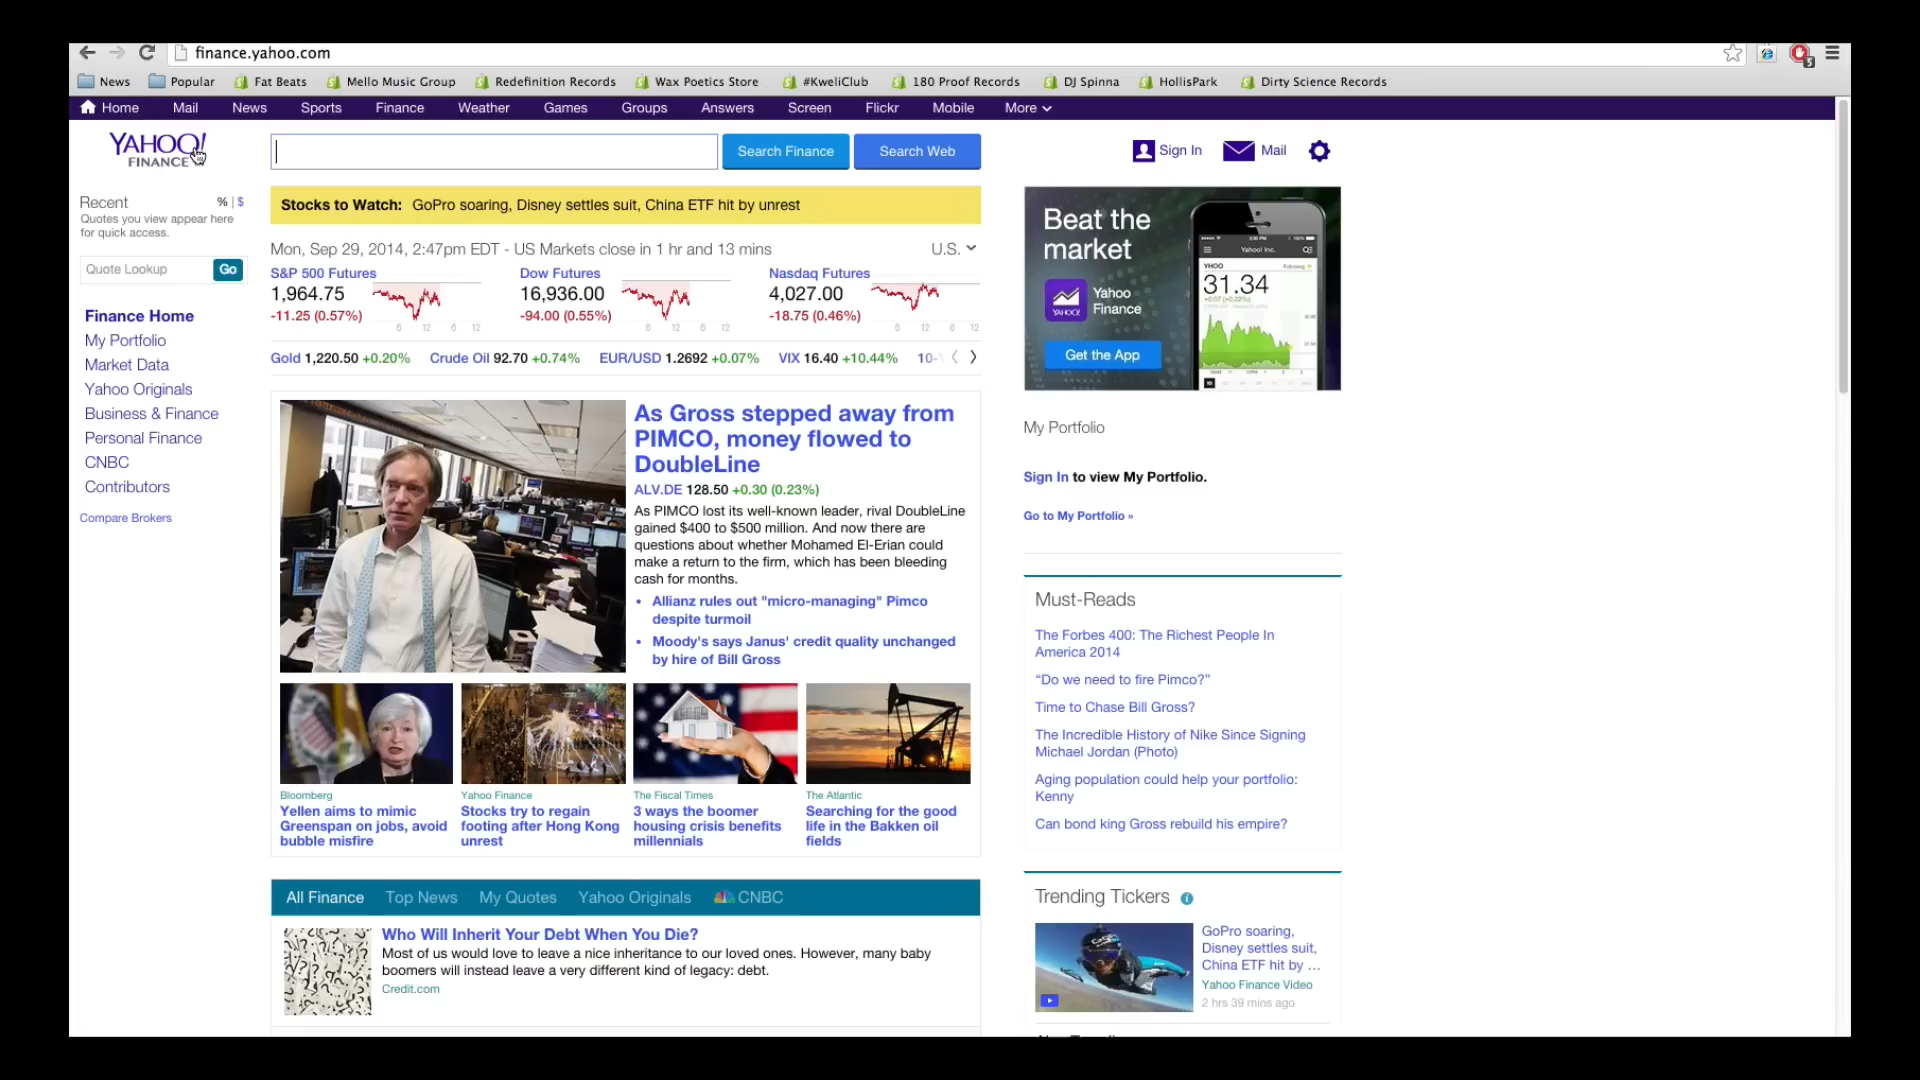 finance.yahoo.com
News Popular Fat Beats Mello Music Group Redefinition Records Wax Poetics Store #KweliClub 180 Proof Records DJ Spinna HollisPark Dirty Science Records
Home Mail News Sports Finance Weather Games Groups Answers Screen Flickr Mobile More
YAHOO!
FINANCE
Search Finance
Search Web
Sign In
Mail
Recent
% | $
Quotes you view appear here
for quick access.
Quote Lookup
Go
Finance Home
My Portfolio
Market Data
Yahoo Originals
Business & Finance
Personal Finance
CNBC
Contributors
Compare Brokers
Stocks to Watch: GoPro soaring, Disney settles suit, China ETF hit by unrest
Mon, Sep 29, 2014, 2:47pm EDT - US Markets close in 1 hr and 13 mins
U.S.
S&P 500 Futures
1,964.75
-11.25 (0.57%)
6 12 6 12
Dow Futures
16,936.00
-94.00 (0.55%)
6 12 6 12
Nasdaq Futures
4,027.00
-18.75 (0.46%)
6 12 6 12
Gold 1,220.50 +0.20% Crude Oil 92.70 +0.74% EUR/USD 1.2692 +0.07% VIX 16.40 +10.44% 10-
As Gross stepped away from
PIMCO, money flowed to
DoubleLine
ALV.DE 128.50 +0.30 (0.23%)
As PIMCO lost its well-known leader, rival DoubleLine
gained $400 to $500 million. And now there are
questions about whether Mohamed El-Erian could
make a return to the firm, which has been bleeding
cash for months.
• Allianz rules out "micro-managing" Pimco
despite turmoil
• Moody's says Janus' credit quality unchanged
by hire of Bill Gross
Bloomberg
Yellen aims to mimic
Greenspan on jobs, avoid
bubble misfire
Yahoo Finance
Stocks try to regain
footing after Hong Kong
unrest
The Fiscal Times
3 ways the boomer
housing crisis benefits
millennials
The Atlantic
Searching for the good
life in the Bakken oil
fields
All Finance Top News My Quotes Yahoo Originals CNBC
Who Will Inherit Your Debt When You Die?
Most of us would love to leave a nice inheritance to our loved ones. However, many baby
boomers will instead leave a very different kind of legacy: debt.
Credit.com
Beat the
market
YAHOO!
Yahoo
Finance
Get the App
Yahoo! Inc.
YHOO
Following
31.34
My Portfolio
Sign In to view My Portfolio.
Go to My Portfolio »
Must-Reads
The Forbes 400: The Richest People In
America 2014
“Do we need to fire Pimco?”
Time to Chase Bill Gross?
The Incredible History of Nike Since Signing
Michael Jordan (Photo)
Aging population could help your portfolio:
Kenny
Can bond king Gross rebuild his empire?
Trending Tickers
GoPro soaring,
Disney settles suit,
China ETF hit by ...
Yahoo Finance Video
2 hrs 39 mins ago